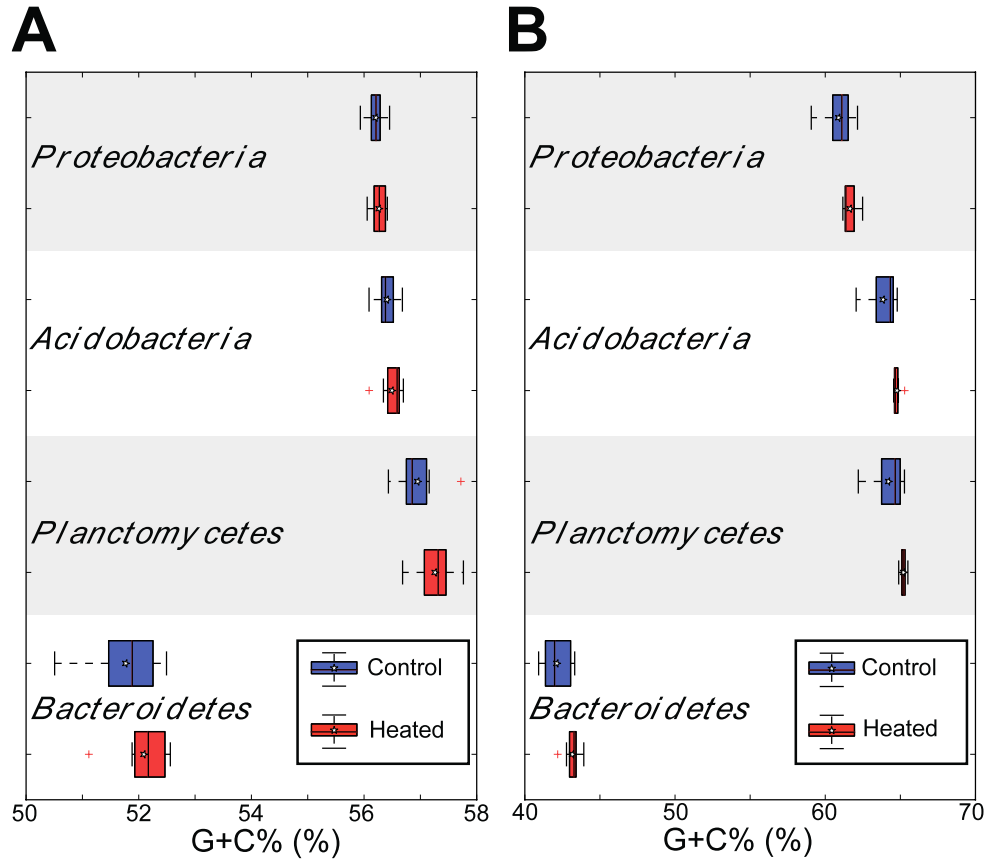 A
Proteobacteria
Acidobacteria
Planctomycetes
Bacteroidetes
Control
Heated
50 52 54 56 58
G+C% (%)
B
Proteobacteria
Acidobacteria
Planctomycetes
Bacteroidetes
Control
Heated
40 50 60 70
G+C% (%)